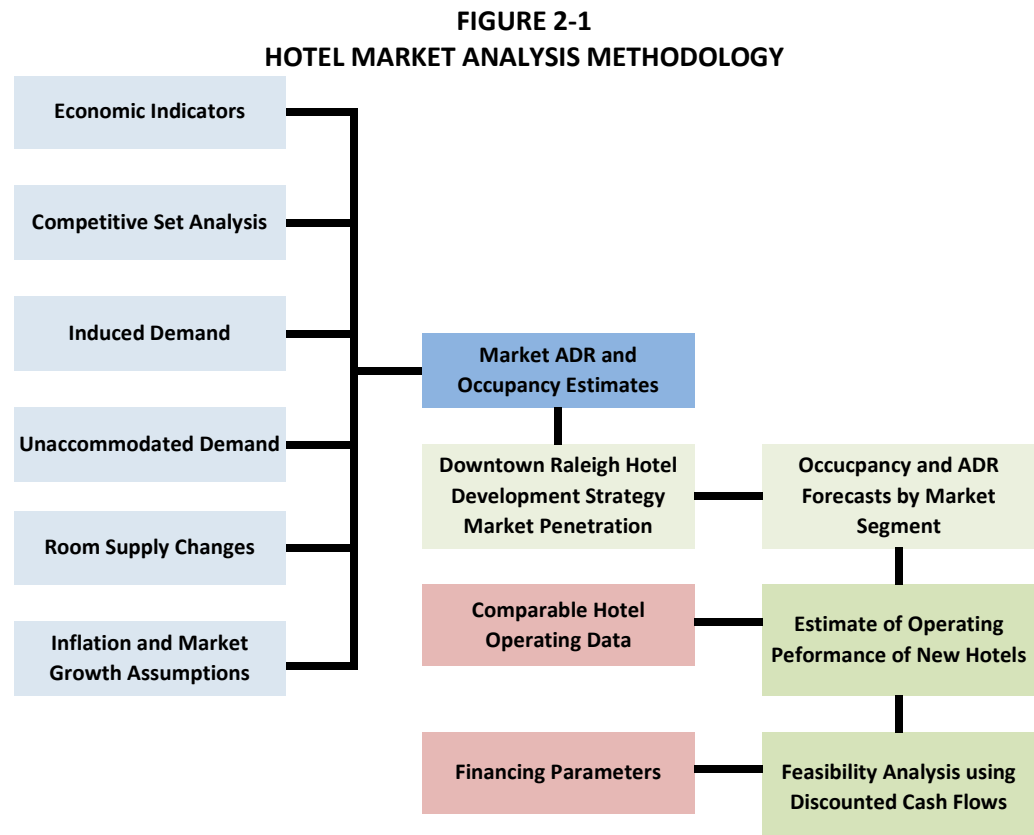 FIGURE 2-1
HOTEL MARKET ANALYSIS METHODOLOGY
Economic Indicators
Competitive Set Analysis
Induced Demand
Unaccommodated Demand
Room Supply Changes
Inflation and Market
Growth Assumptions
Market ADR and
Occupancy Estimates
Downtown Raleigh Hotel
Development Strategy
Market Penetration
Occucpancy and ADR
Forecasts by Market
Segment
Comparable Hotel
Operating Data
Estimate of Operating
Peformance of New Hotels
Financing Parameters
Feasibility Analysis using
Discounted Cash Flows